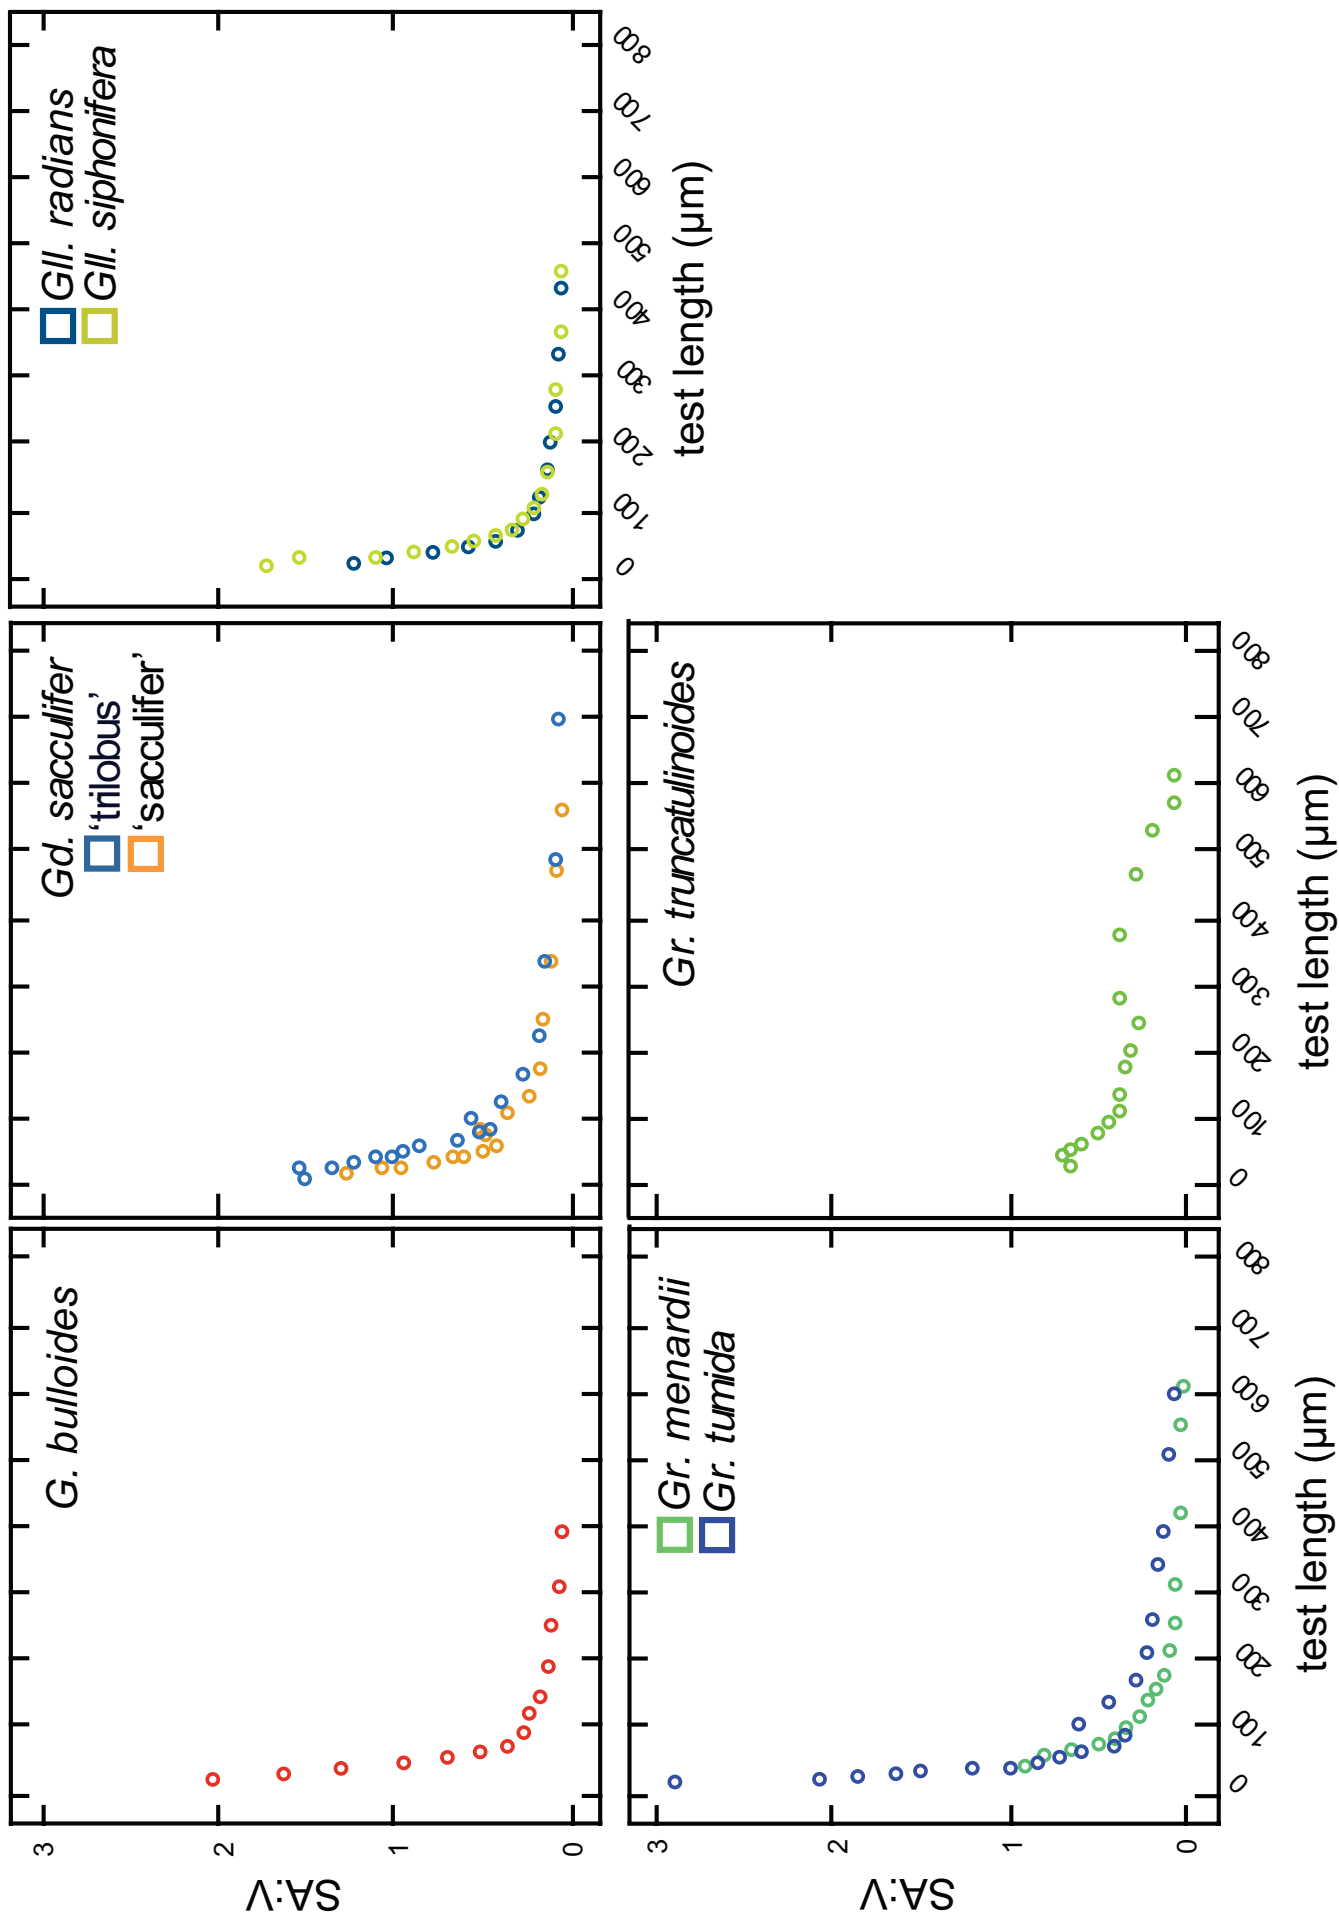 G. bulloides
3
2
1
0
SA:V
Gd. sacculifer
‘trilobus’
‘sacculifer’
Gll. radians
Gll. siphonifera
0
100
200
300
400
500
600
700
800
test length (µm)
Gr. menardii
Gr. tumida
3
2
1
0
SA:V
0
100
200
300
400
500
600
700
800
test length (µm)
Gr. truncatulinoides
0
100
200
300
400
500
600
700
800
test length (µm)